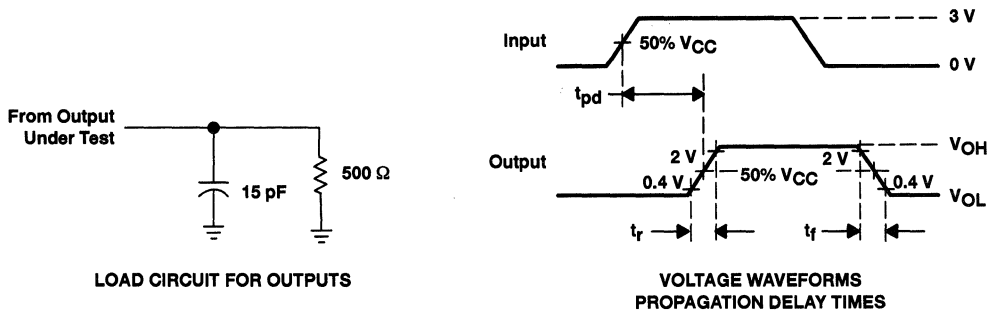 From Output
Under Test
15 pF
500 Ω
LOAD CIRCUIT FOR OUTPUTS
Input
50% VCC
3 V
0 V
tpd
Output
2 V
50% VCC
2 V
VOH
0.4 V
0.4 V
VOL
tr
tf
VOLTAGE WAVEFORMS
PROPAGATION DELAY TIMES